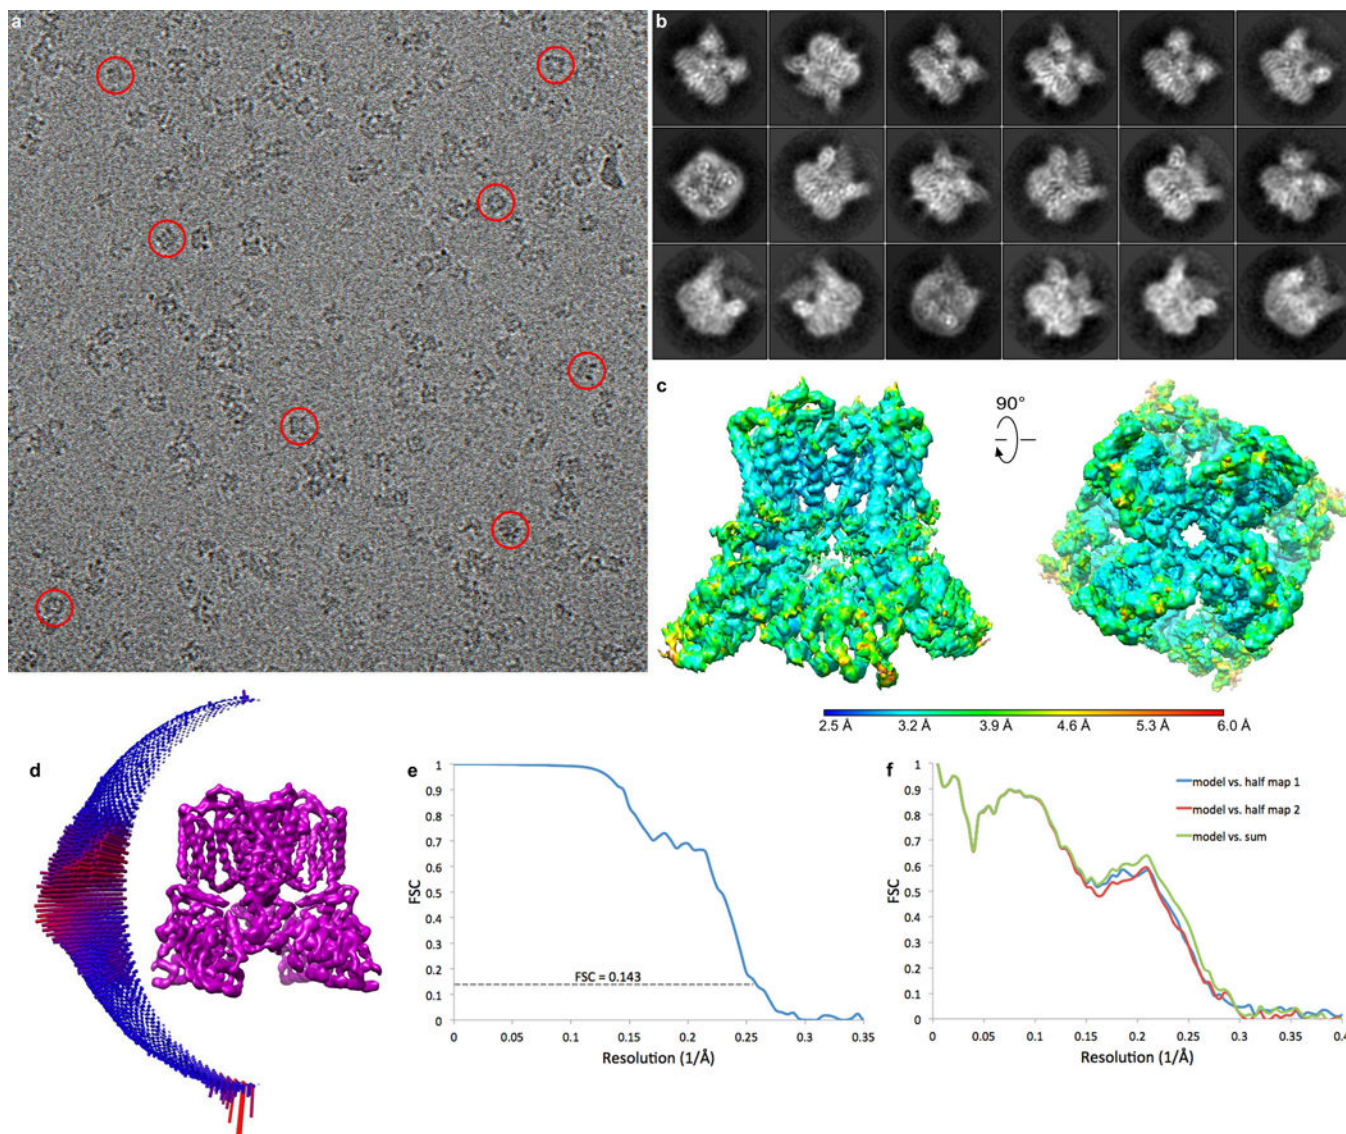 a
b
c
90°
2.5 Å 3.2 Å 3.9 Å 4.6 Å 5.3 Å 6.0 Å
d
e
1
0.9
0.8
0.7
0.6
0.5
0.4
0.3
0.2
0.1
0
FSC
FSC = 0.143
0 0.05 0.1 0.15 0.2 0.25 0.3 0.35
Resolution (1/Å)
f
1
0.9
0.8
0.7
0.6
0.5
0.4
0.3
0.2
0.1
0
FSC
model vs. half map 1
model vs. half map 2
model vs. sum
0 0.05 0.1 0.15 0.2 0.25 0.3 0.35 0.4
Resolution (1/Å)